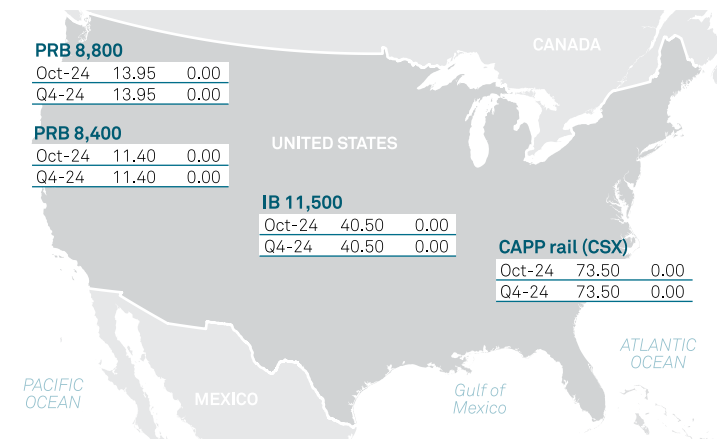 CANADA
PRB 8,800
Oct-24 13.95 0.00
Q4-24 13.95 0.00
PRB 8,400
Oct-24 11.40 0.00
Q4-24 11.40 0.00
UNITED STATES
IB 11,500
Oct-24 40.50 0.00
Q4-24 40.50 0.00
CAPP rail (CSX)
Oct-24 73.50 0.00
Q4-24 73.50 0.00
ATLANTIC
OCEAN
PACIFIC
OCEAN
MEXICO
Gulf of
Mexico